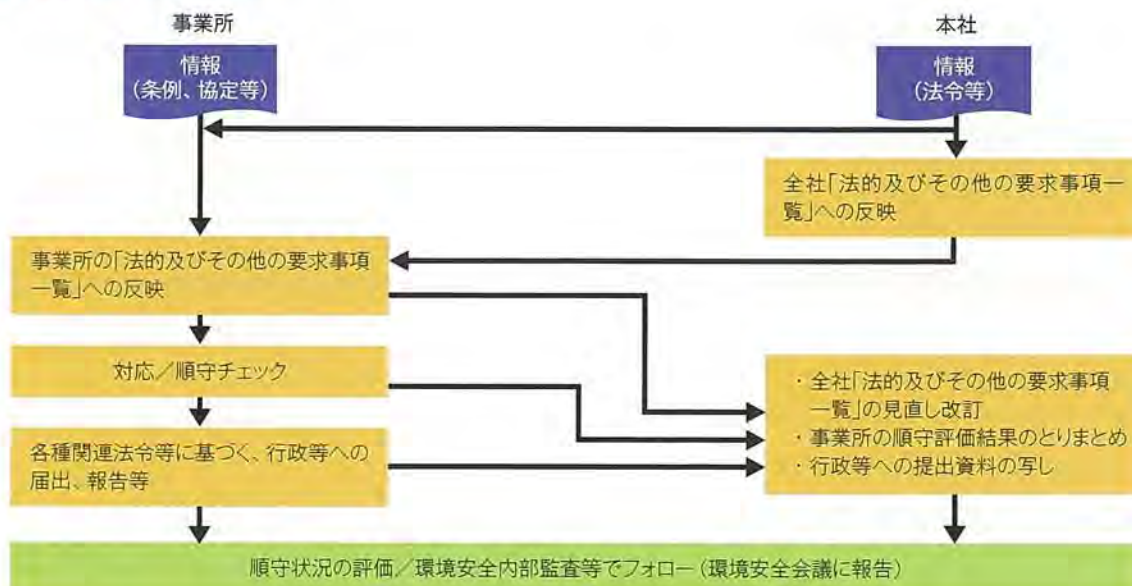 事業所
情報
(条例、協定等)
本社
情報
(法令等)
全社「法的及びその他の要求事項一
覧」への反映
事業所の「法的及びその他の要求事項
一覧」への反映
対応／順守チェック
各種関連法令等に基づく、行政等への
届出、報告等
・全社「法的及びその他の要求事項
一覧」の見直し改訂
・事業所の順守評価結果のとりまとめ
・行政等への提出資料の写し
順守状況の評価／環境安全内部監査等でフォロー(環境安全会議に報告)